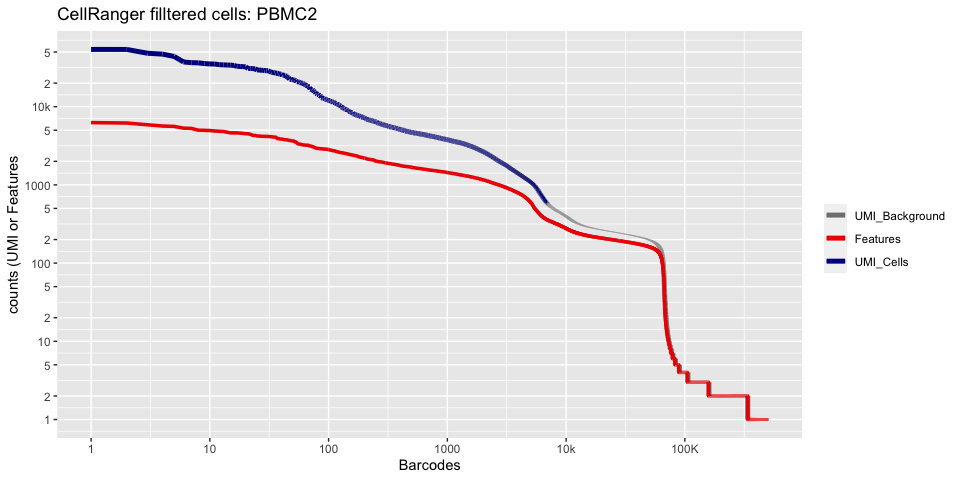 CellRanger filltered cells: PBMC2
counts (UMI or Features
5
2
10k
5
2
1000
5
2
100
5
2
10
5
2
1
1
10
100
1000
10k
100K
Barcodes
UMI_Background
Features
UMI_Cells